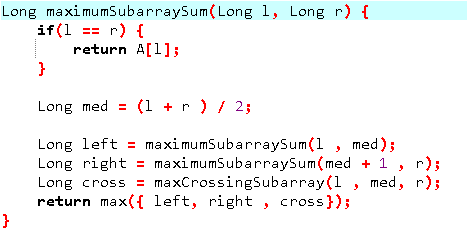 Long maximumSubarraySum(Long l, Long r) {
if(l == r) {
return A[l];
}
Long med = (l + r ) / 2;
Long left = maximumSubarraySum(l , med);
Long right = maximumSubarraySum(med + 1 , r);
Long cross = maxCrossingSubarray(l , med, r);
return max({ left, right , cross});
}